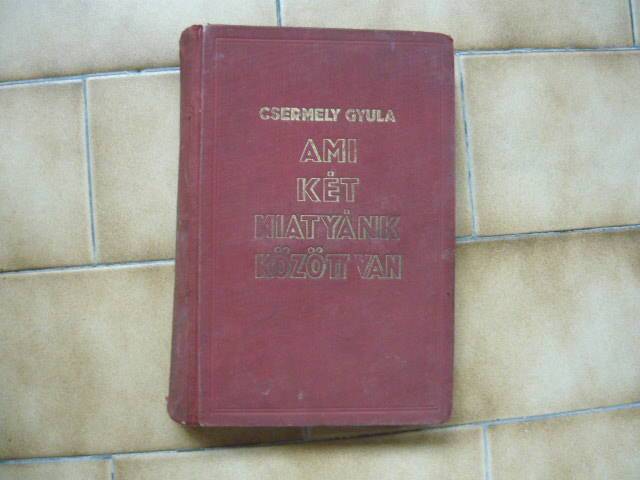 CSERMELY GYULA
AMI
KÉT
KIATYÁNK
KÖZÖTT VAN